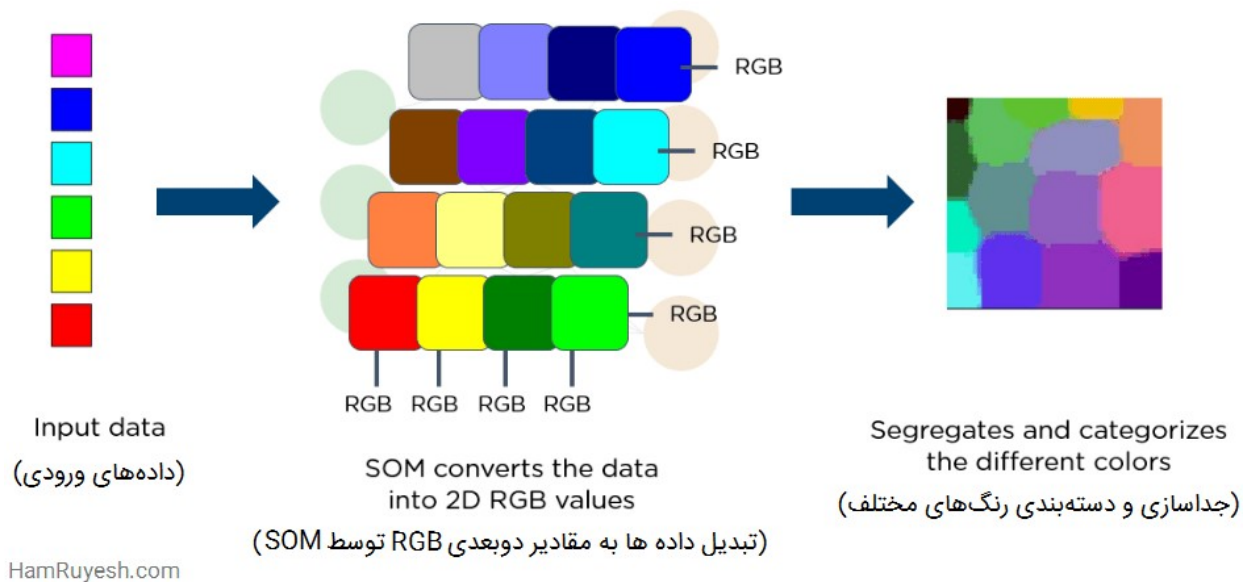 RGB
RGB
RGB
RGB
RGB RGB RGB RGB
Input data
(داده‌های ورودی)
SOM converts the data
into 2D RGB values
(تبدیل داده ها به مقادیر دوبعدی RGB توسط SOM)
Segregates and categorizes
the different colors
(جداسازی و دسته‌بندی رنگ‌های مختلف)
HamRuyesh.com